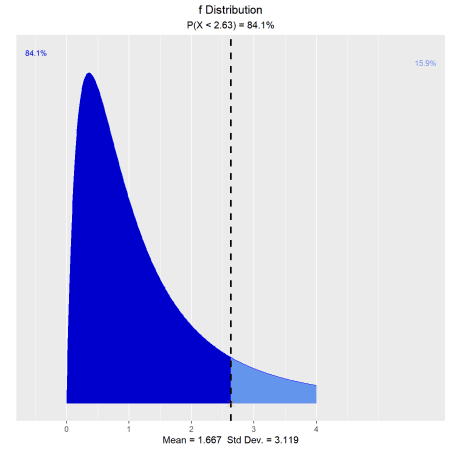 f Distribution
P(X < 2.63) = 84.1%
84.1%
15.9%
0 1 2 3 4
Mean = 1.667 Std Dev. = 3.119